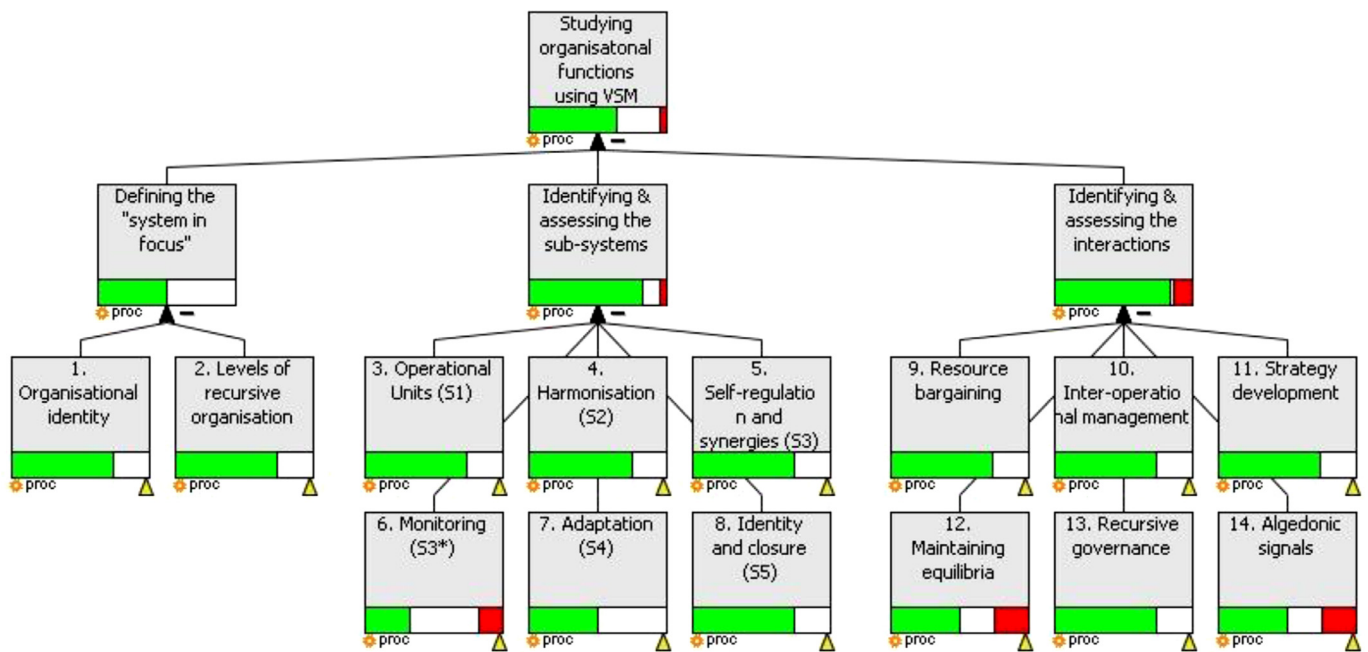 Studying
organisatonal
functions
using VSM
proc
Defining the
"system in
focus"
proc
Identifying &
assessing the
sub-systems
proc
Identifying &
assessing the
interactions
proc
1.
Organisational
identity
proc
2. Levels of
recursive
organisation
proc
3. Operational
Units (S1)
proc
4.
Harmonisation
(S2)
proc
5.
Self-regulatio
n and
synergies (S3)
proc
9. Resource
bargaining
proc
10.
Inter-operatio
nal management
proc
11. Strategy
development
proc
6. Monitoring
(S3*)
proc
7. Adaptation
(S4)
proc
8. Identity
and closure
(S5)
proc
12.
Maintaining
equilibria
proc
13. Recursive
governance
proc
14. Algedonic
signals
proc